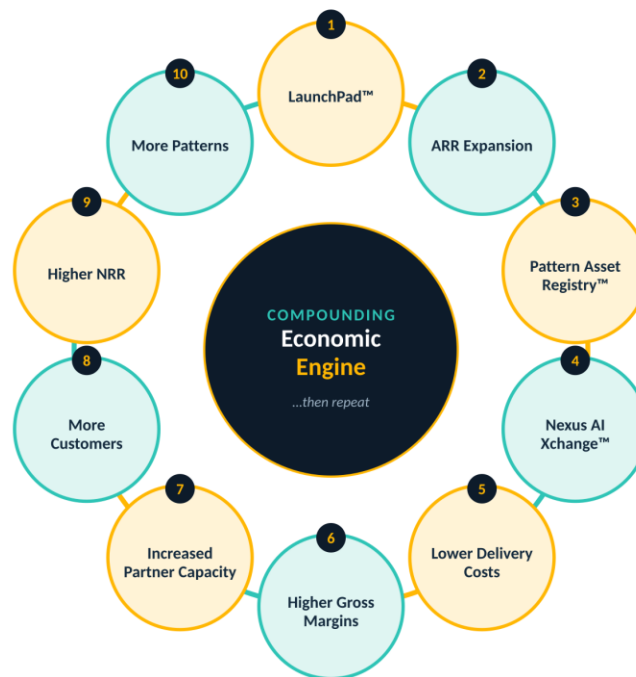 1
LaunchPad™
2
ARR Expansion
3
Pattern Asset
Registry™
4
Nexus AI
Xchange™
5
Lower Delivery
Costs
6
Higher Gross
Margins
7
Increased
Partner Capacity
8
More
Customers
9
Higher NRR
10
More Patterns
COMPOUNDING
Economic
Engine
...then repeat